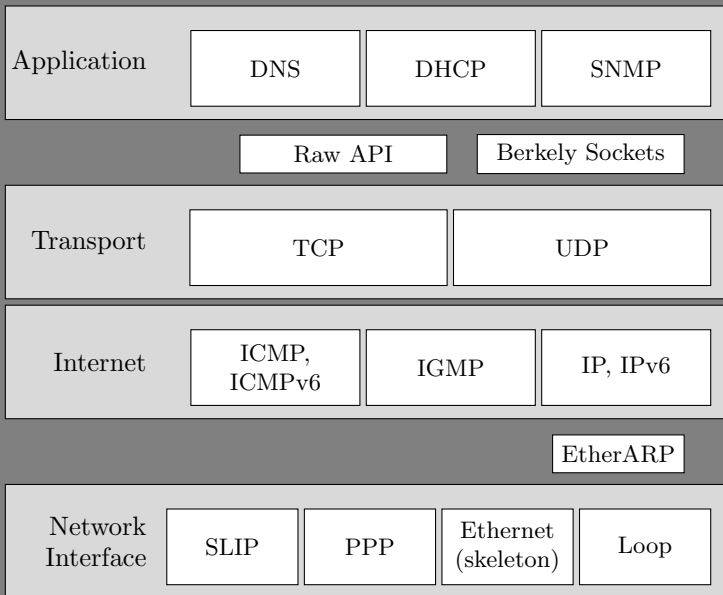 Application
DNS
DHCP
SNMP
Raw API
Berkely Sockets
Transport
TCP
UDP
Internet
ICMP,
ICMPv6
IGMP
IP, IPv6
EtherARP
Network
Interface
SLIP
PPP
Ethernet
(skeleton)
Loop